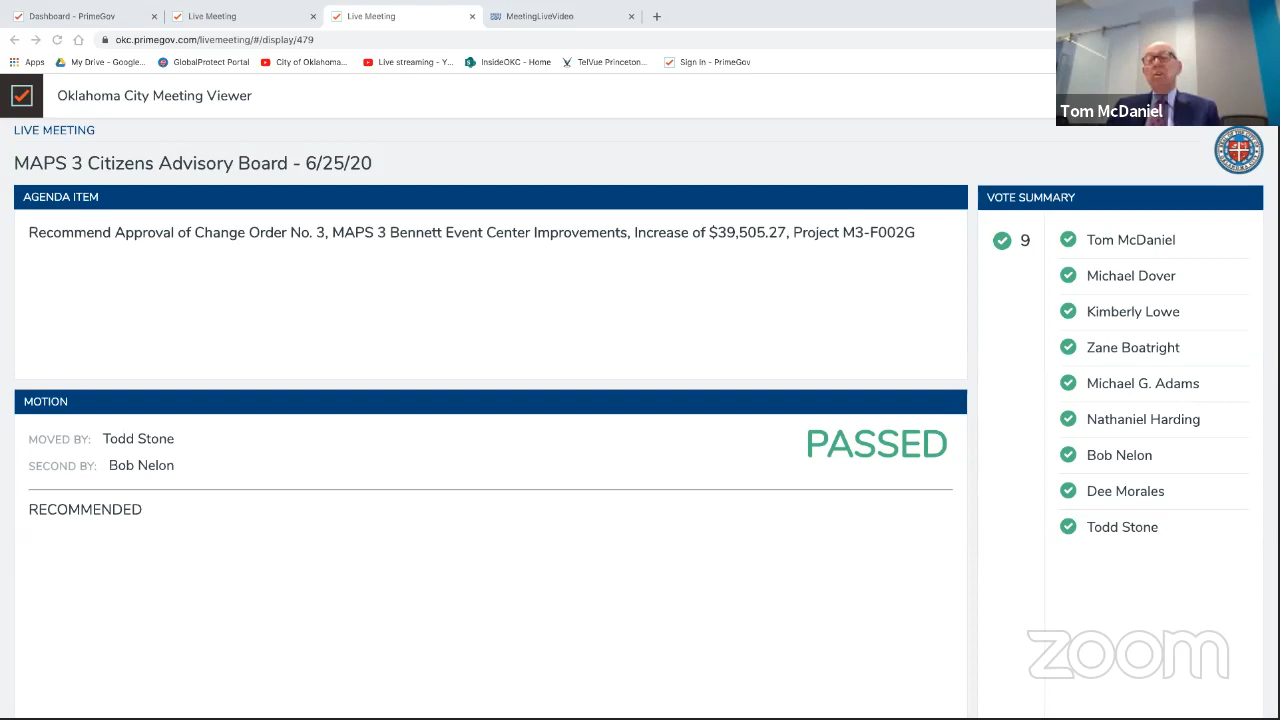 Dashboard - PrimeGov
Live Meeting
Live Meeting
MeetingLiveVideo
okc.primegov.com/livemeeting/#/display/479
Apps
My Drive - Google...
GlobalProtect Portal
City of Oklahoma...
Live streaming - Y...
InsideOKC - Home
TelVue Princeton...
Sign In - PrimeGov
Tom McDaniel
Oklahoma City Meeting Viewer
LIVE MEETING
MAPS 3 Citizens Advisory Board - 6/25/20
AGENDA ITEM
Recommend Approval of Change Order No. 3, MAPS 3 Bennett Event Center Improvements, Increase of $39,505.27, Project M3-F002G
MOTION
MOVED BY: Todd Stone
SECOND BY: Bob Nelon
PASSED
RECOMMENDED
VOTE SUMMARY
9
Tom McDaniel
Michael Dover
Kimberly Lowe
Zane Boatright
Michael G. Adams
Nathaniel Harding
Bob Nelon
Dee Morales
Todd Stone
zoom